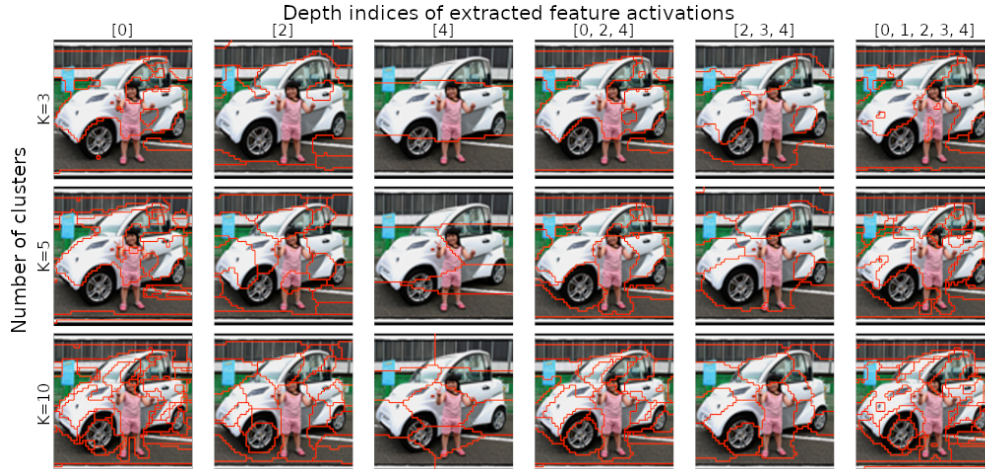 Depth indices of extracted feature activations
[0] [2] [4] [0, 2, 4] [2, 3, 4] [0, 1, 2, 3, 4]
Number of clusters
K=3
K=5
K=10